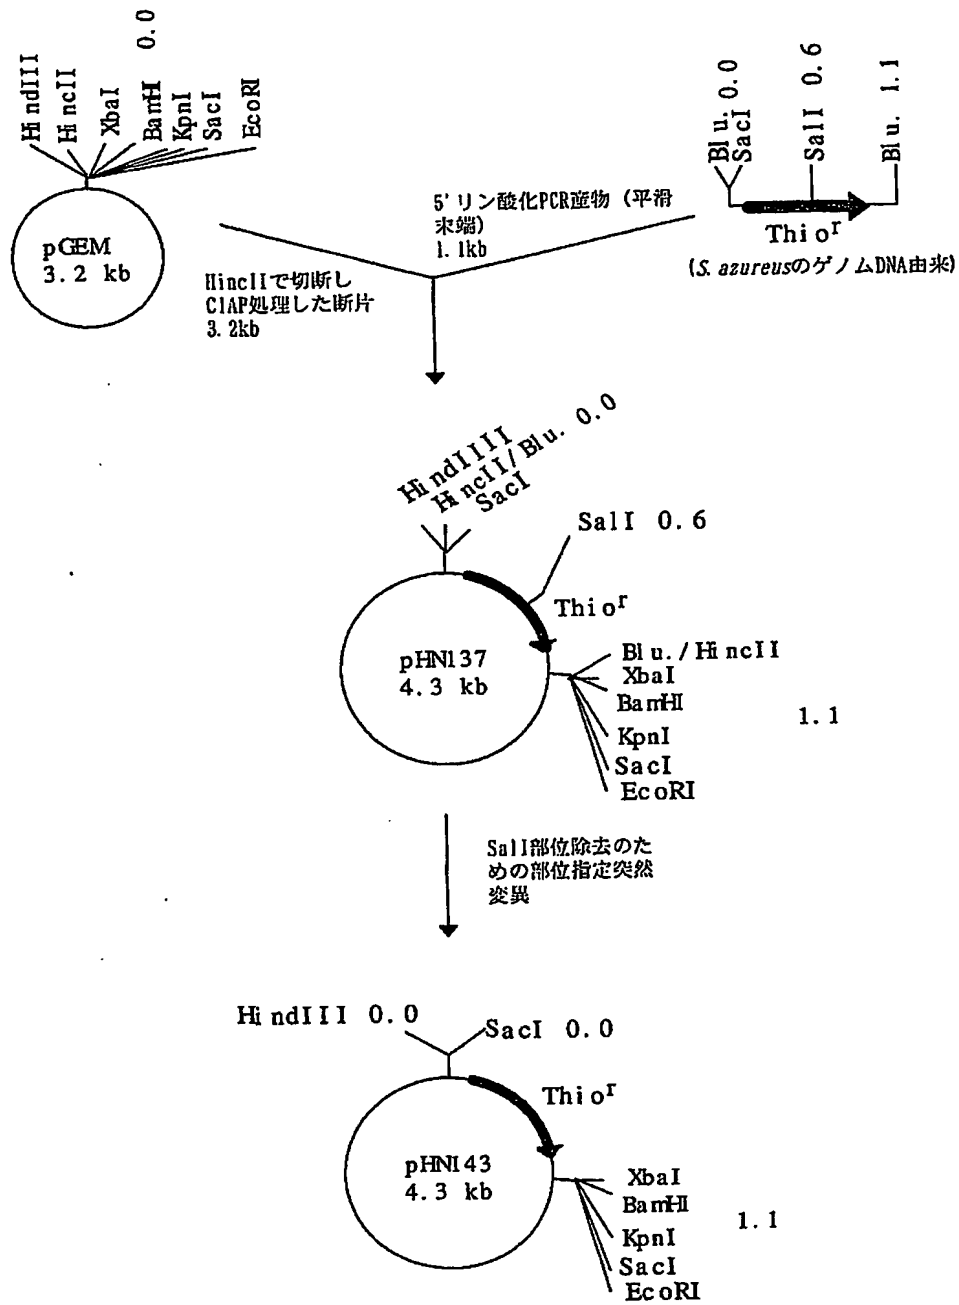 HindIII
HincII
XbaI
BamHI 0.0
KpnI
SacI
EcoRI
pGEM
3.2 kb
Blu. 0.0
SacI
SalI 0.6
Blu. 1.1
Thioʳ
(S. azureusのゲノムDNA由来)
5' リン酸化PCR産物（平滑
末端）
1.1kb
HincIIで切断し
CIAP処理した断片
3.2kb
HindIIII
HincII/Blu. 0.0
SacI
SalI 0.6
Thioʳ
pHN137
4.3 kb
Blu./HincII
XbaI
BamHI
1.1
KpnI
SacI
EcoRI
SalI部位除去のた
めの部位指定突然
変異
HindIII 0.0
SacI 0.0
Thioʳ
pHN143
4.3 kb
XbaI
BamHI
1.1
KpnI
SacI
EcoRI